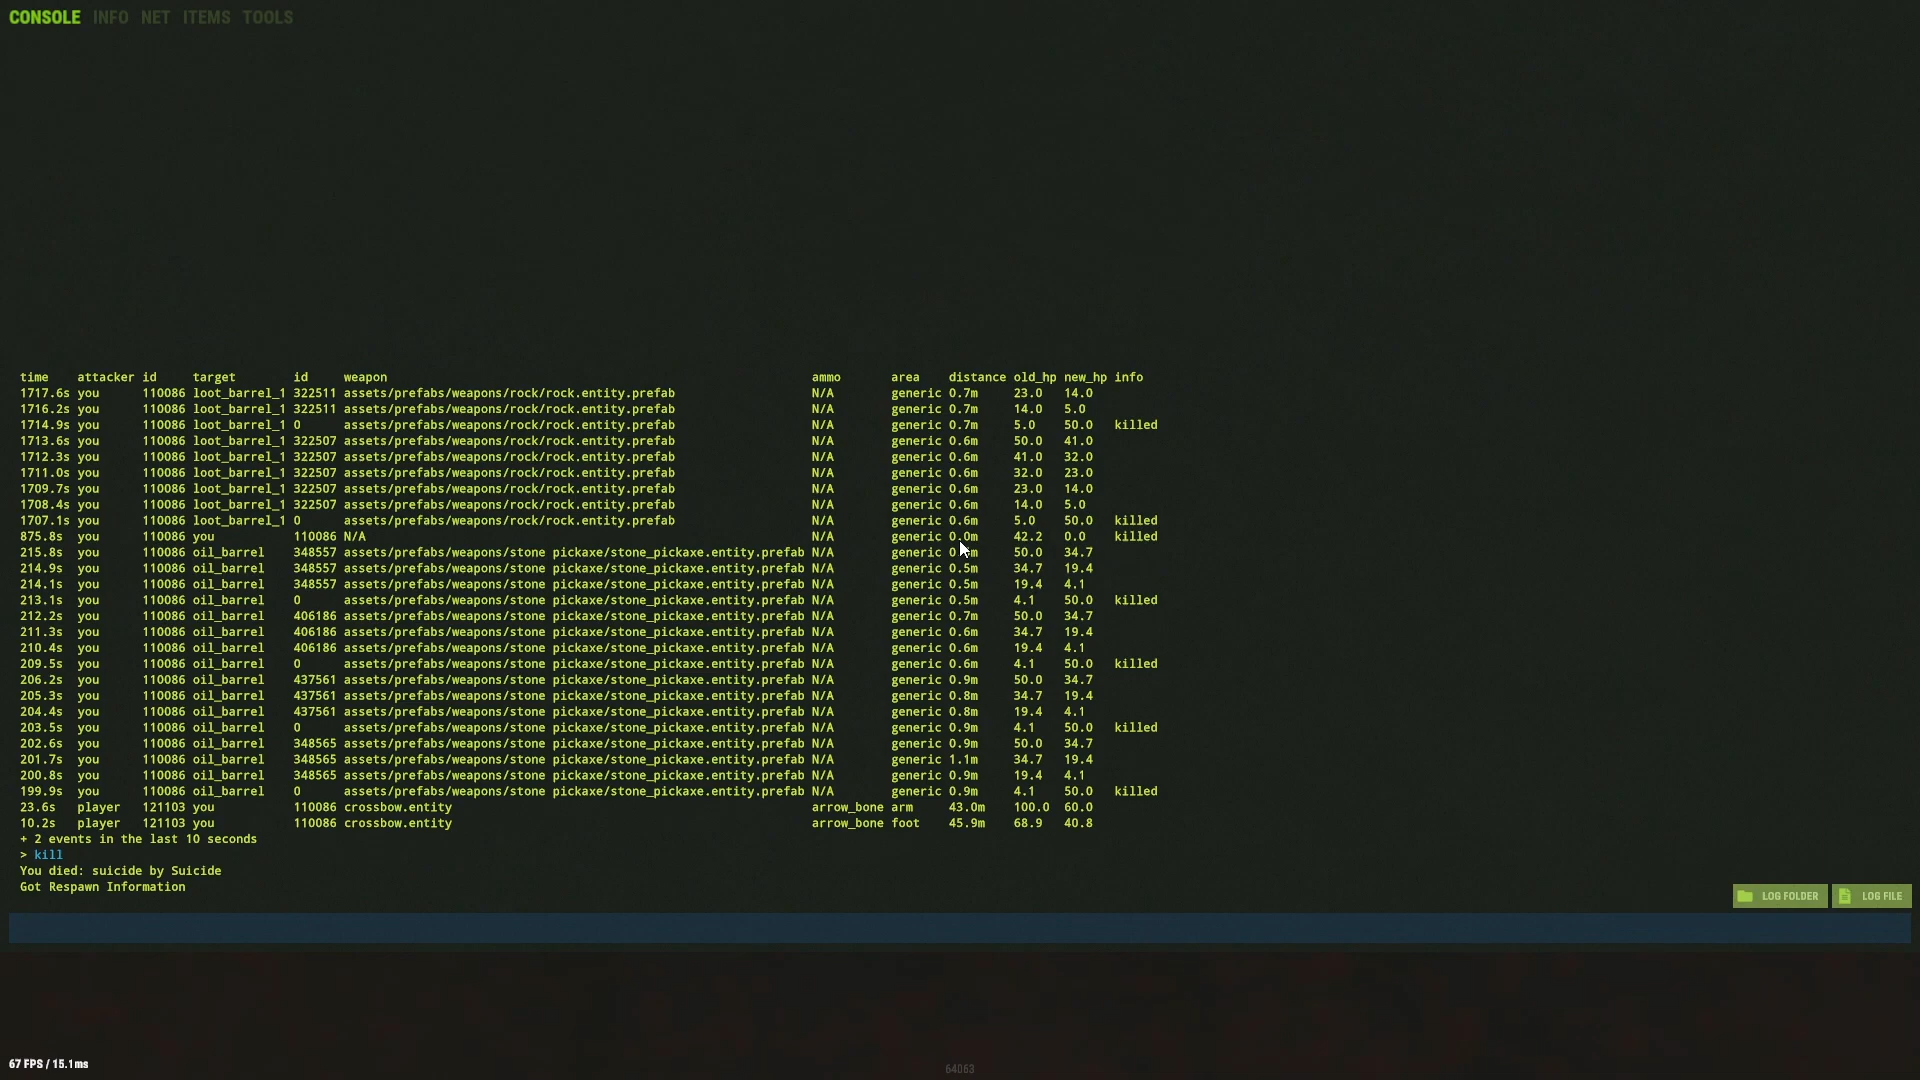 CONSOLE INFO NET ITEMS TOOLS
time attacker id target id weapon ammo area distance old_hp new_hp info
1717.6s you 110086 loot_barrel_1 322511 assets/prefabs/weapons/rock/rock.entity.prefab N/A generic 0.7m 23.0 14.0
1716.2s you 110086 loot_barrel_1 322511 assets/prefabs/weapons/rock/rock.entity.prefab N/A generic 0.7m 14.0 5.0
1714.9s you 110086 loot_barrel_1 0 assets/prefabs/weapons/rock/rock.entity.prefab N/A generic 0.7m 5.0 50.0 killed
1713.6s you 110086 loot_barrel_1 322507 assets/prefabs/weapons/rock/rock.entity.prefab N/A generic 0.6m 50.0 41.0
1712.3s you 110086 loot_barrel_1 322507 assets/prefabs/weapons/rock/rock.entity.prefab N/A generic 0.6m 41.0 32.0
1711.0s you 110086 loot_barrel_1 322507 assets/prefabs/weapons/rock/rock.entity.prefab N/A generic 0.6m 32.0 23.0
1709.7s you 110086 loot_barrel_1 322507 assets/prefabs/weapons/rock/rock.entity.prefab N/A generic 0.6m 23.0 14.0
1708.4s you 110086 loot_barrel_1 322507 assets/prefabs/weapons/rock/rock.entity.prefab N/A generic 0.6m 14.0 5.0
1707.1s you 110086 loot_barrel_1 0 assets/prefabs/weapons/rock/rock.entity.prefab N/A generic 0.6m 5.0 50.0 killed
875.8s you 110086 you 110086 N/A N/A generic 0.0m 42.2 0.0 killed
215.8s you 110086 oil_barrel 348557 assets/prefabs/weapons/stone pickaxe/stone_pickaxe.entity.prefab N/A generic 50.0 34.7
214.9s you 110086 oil_barrel 348557 assets/prefabs/weapons/stone pickaxe/stone_pickaxe.entity.prefab N/A generic 0.5m 34.7 19.4
214.1s you 110086 oil_barrel 348557 assets/prefabs/weapons/stone pickaxe/stone_pickaxe.entity.prefab N/A generic 0.5m 19.4 4.1
213.1s you 110086 oil_barrel 0 assets/prefabs/weapons/stone pickaxe/stone_pickaxe.entity.prefab N/A generic 0.5m 4.1 50.0 killed
212.2s you 110086 oil_barrel 406186 assets/prefabs/weapons/stone pickaxe/stone_pickaxe.entity.prefab N/A generic 0.7m 50.0 34.7
211.3s you 110086 oil_barrel 406186 assets/prefabs/weapons/stone pickaxe/stone_pickaxe.entity.prefab N/A generic 0.6m 34.7 19.4
210.4s you 110086 oil_barrel 406186 assets/prefabs/weapons/stone pickaxe/stone_pickaxe.entity.prefab N/A generic 0.6m 19.4 4.1
209.5s you 110086 oil_barrel 0 assets/prefabs/weapons/stone pickaxe/stone_pickaxe.entity.prefab N/A generic 0.6m 4.1 50.0 killed
206.2s you 110086 oil_barrel 437561 assets/prefabs/weapons/stone pickaxe/stone_pickaxe.entity.prefab N/A generic 0.9m 50.0 34.7
205.3s you 110086 oil_barrel 437561 assets/prefabs/weapons/stone pickaxe/stone_pickaxe.entity.prefab N/A generic 0.8m 34.7 19.4
204.4s you 110086 oil_barrel 437561 assets/prefabs/weapons/stone pickaxe/stone_pickaxe.entity.prefab N/A generic 0.8m 19.4 4.1
203.5s you 110086 oil_barrel 0 assets/prefabs/weapons/stone pickaxe/stone_pickaxe.entity.prefab N/A generic 0.9m 4.1 50.0 killed
202.6s you 110086 oil_barrel 348565 assets/prefabs/weapons/stone pickaxe/stone_pickaxe.entity.prefab N/A generic 0.9m 50.0 34.7
201.7s you 110086 oil_barrel 348565 assets/prefabs/weapons/stone pickaxe/stone_pickaxe.entity.prefab N/A generic 1.1m 34.7 19.4
200.8s you 110086 oil_barrel 348565 assets/prefabs/weapons/stone pickaxe/stone_pickaxe.entity.prefab N/A generic 0.9m 19.4 4.1
199.9s you 110086 oil_barrel 0 assets/prefabs/weapons/stone pickaxe/stone_pickaxe.entity.prefab N/A generic 0.9m 4.1 50.0 killed
23.6s player 121103 you 110086 crossbow.entity arrow_bone arm 43.0m 100.0 60.0
10.2s player 121103 you 110086 crossbow.entity arrow_bone foot 45.9m 68.9 40.8
+ 2 events in the last 10 seconds
> kill
You died: suicide by Suicide
Got Respawn Information
LOG FOLDER LOG FILE
67 FPS / 15.1ms
64063